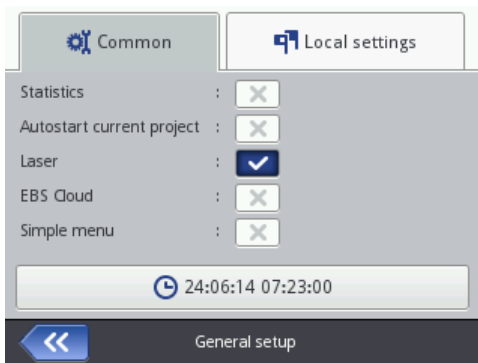 Common
Local settings
Statistics :
Autostart current project :
Laser :
EBS Cloud :
Simple menu :
24:06:14 07:23:00
General setup